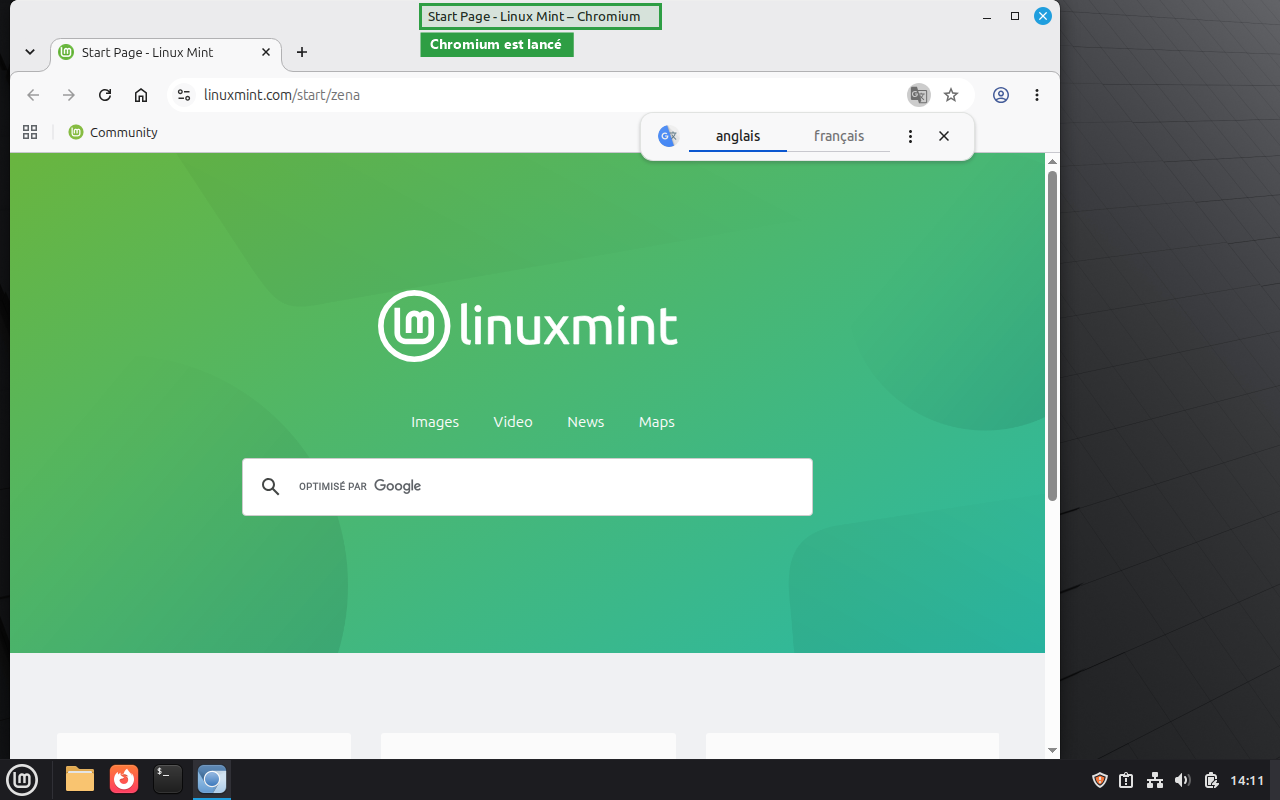 Start Page - Linux Mint – Chromium
Chromium est lancé
Start Page - Linux Mint
linuxmint.com/start/zena
Community
anglais français
linuxmint
Images Video News Maps
OPTIMISÉ PAR Google
14:11